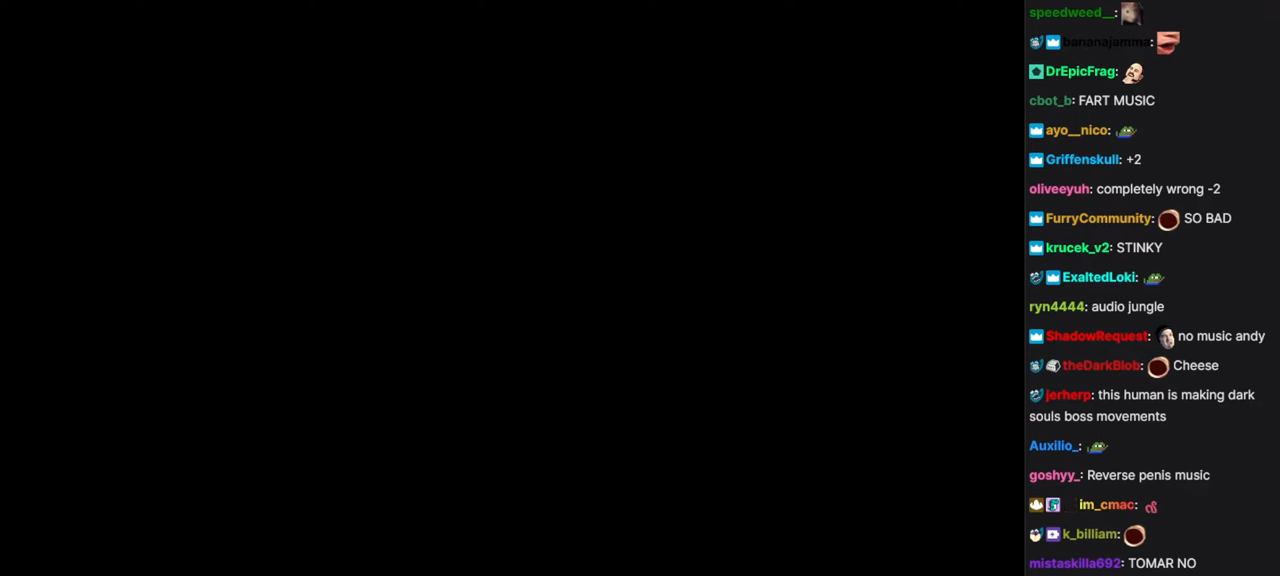 speedweed__:
bananajamma:
DrEpicFrag:
cbot_b: FART MUSIC
ayo__nico:
Griffenskull: +2
oliveeyuh: completely wrong -2
FurryCommunity: SO BAD
krucek_v2: STINKY
ExaltedLoki:
ryn4444: audio jungle
ShadowRequest: no music andy
theDarkBlob: Cheese
jerherp: this human is making dark
souls boss movements
Auxilio_:
goshyy_: Reverse penis music
im_cmac:
k_billiam:
mistaskilla692: TOMAR NO